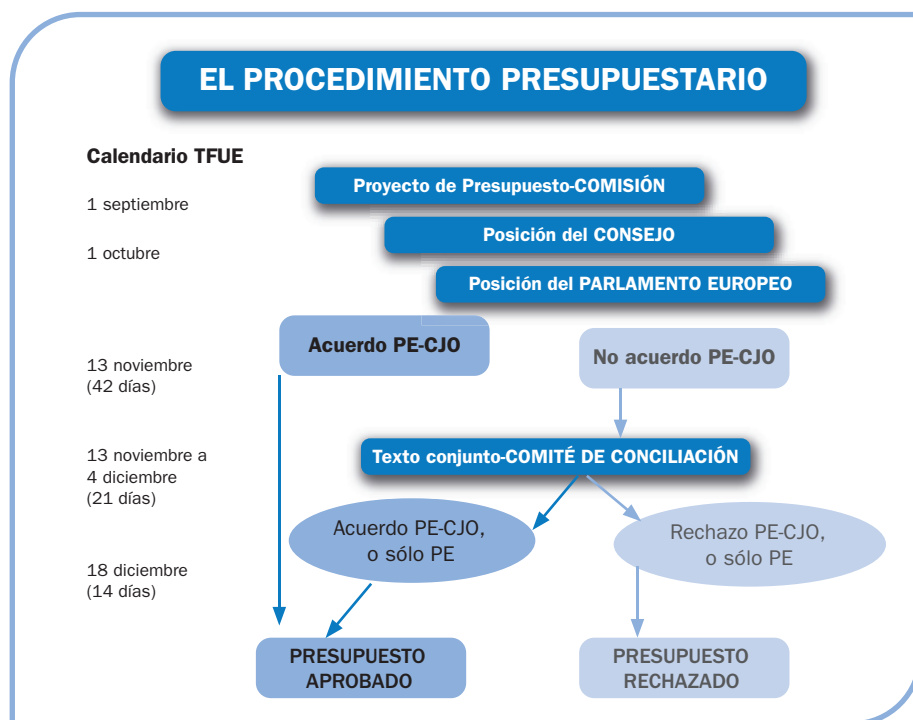 EL PROCEDIMIENTO PRESUPUESTARIO
Calendario TFUE
Proyecto de Presupuesto-COMISIÓN
1 septiembre
Posición del CONSEJO
1 octubre
Posición del PARLAMENTO EUROPEO
Acuerdo PE-CJO
No acuerdo PE-CJO
13 noviembre
(42 días)
13 noviembre a
4 diciembre
(21 días)
Texto conjunto-COMITÉ DE CONCILIACIÓN
Acuerdo PE-CJO,
o sólo PE
Rechazo PE-CJO,
o sólo PE
18 diciembre
(14 días)
PRESUPUESTO
APROBADO
PRESUPUESTO
RECHAZADO